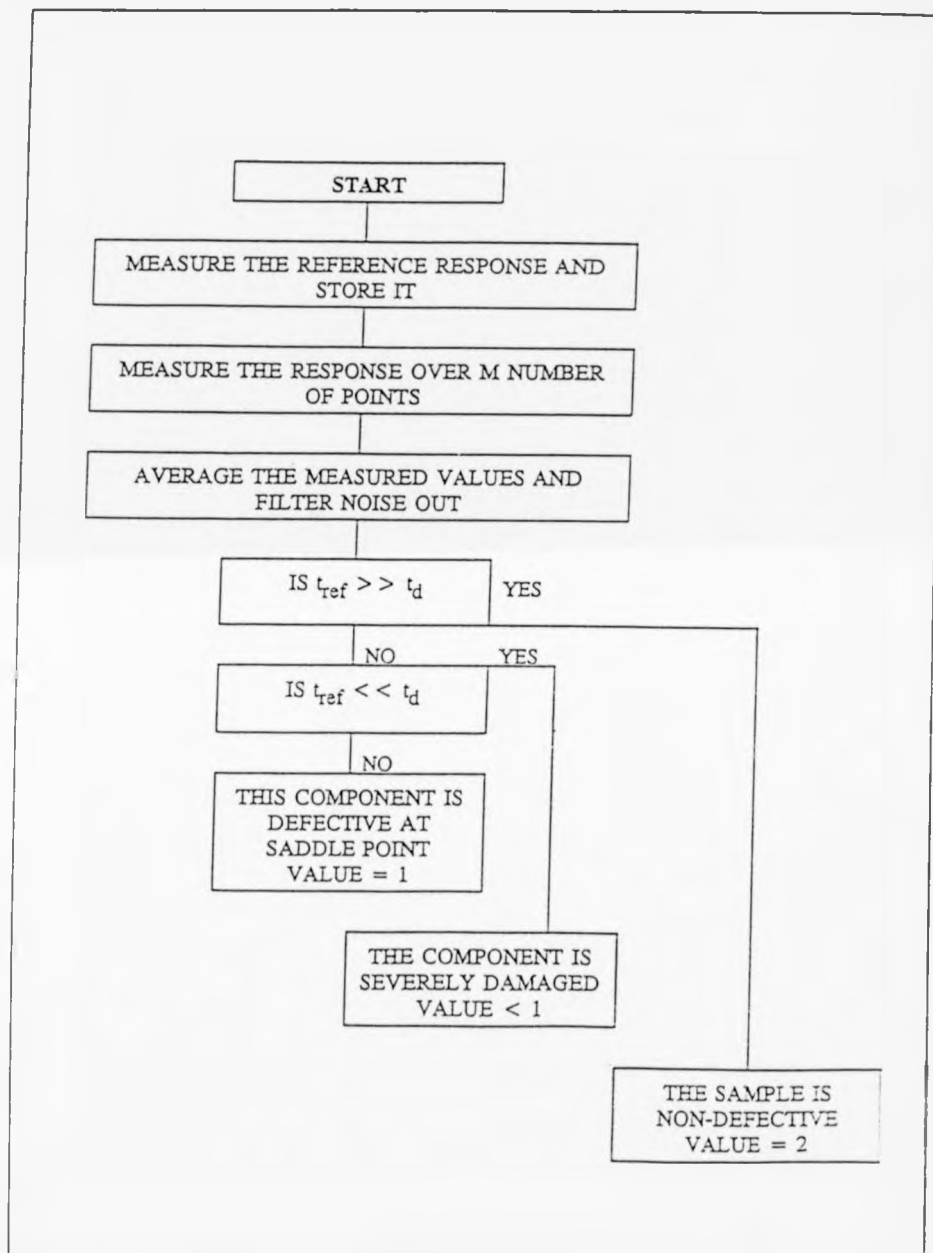 START
MEASURE THE REFERENCE RESPONSE AND
STORE IT
MEASURE THE RESPONSE OVER M NUMBER
OF POINTS
AVERAGE THE MEASURED VALUES AND
FILTER NOISE OUT
IS t_ref > > t_d YES
NO YES
IS t_ref < < t_d
NO
THIS COMPONENT IS
DEFECTIVE AT
SADDLE POINT
VALUE = 1
THE COMPONENT IS
SEVERELY DAMAGED
VALUE < 1
THE SAMPLE IS
NON-DEFECTIVE
VALUE = 2